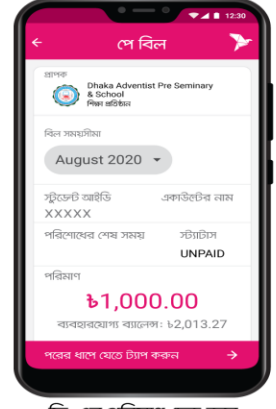 12:30
পে বিল
প্রাপক
Dhaka Adventist Pre Seminary
& School
শিক্ষা প্রতিষ্ঠান
বিল সময়সীমা
August 2020
স্টুডেন্ট আইডি একাউন্টের নাম
XXXXX
পরিশোধের শেষ সময় স্ট্যাটাস
UNPAID
পরিমাণ
৳1,000.00
ব্যবহারযোগ্য ব্যালেন্স: ৳2,013.27
পরের ধাপে যেতে ট্যাপ করুন